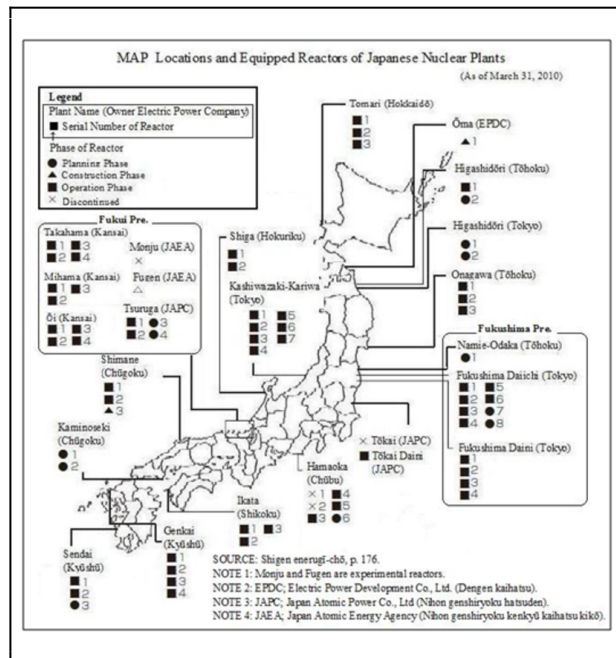 MAP Locations and Equipped Reactors of Japanese Nuclear Plants
(As of March 31, 2010)
Legend
Plant Name (Owner Electric Power Company)
■ Serial Number of Reactor
↑
Phase of Reactor
● Planning Phase
▲ Construction Phase
■ Operation Phase
× Discontinued
Fukui Pre.
Takahama (Kansai)
■1 ■3
■2 ■4
Monju (JAEA)
×
Mihama (Kansai)
■1 ■3
■2
Fugen (JAEA)
△
Ōi (Kansai)
■1 ■3
■2 ■4
Tsuruga (JAPC)
■1 ●3
■2 ●4
Tomari (Hokkaidō)
■1
■2
■3
Ōma (EPDC)
▲1
Higashidōri (Tōhoku)
■1
●2
Higashidōri (Tokyo)
●1
●2
Onagawa (Tōhoku)
■1
■2
■3
Shiga (Hokuriku)
■1
■2
Kashiwazaki-Kariwa
(Tokyo)
■1 ■5
■2 ■6
■3 ■7
■4
Fukushima Pre.
Namie-Odaka (Tōhoku)
●1
Fukushima Daiichi (Tokyo)
■1 ■5
■2 ■6
■3 ●7
■4 ●8
Fukushima Daini (Tokyo)
■1
■2
■3
■4
Shimane
(Chūgoku)
■1
■2
▲3
Kaminoseki
(Chūgoku)
●1
●2
× Tōkai (JAPC)
■ Tōkai Daini
(JAPC)
Hamaoka
(Chūbu)
×1 ■4
×2 ■5
■3 ●6
Ikata
(Shikoku)
■1 ■3
■2
Genkai
(Kyūshū)
■1
■2
■3
■4
Sendai
(Kyūshū)
■1
■2
●3
SOURCE: Shigen enerugī-chō, p. 176.
NOTE 1: Monju and Fugen are experimental reactors.
NOTE 2: EPDC; Electric Power Development Co., Ltd. (Dengen kaihatsu).
NOTE 3: JAPC; Japan Atomic Power Co., Ltd (Nihon genshiryoku hatsuden).
NOTE 4: JAEA; Japan Atomic Energy Agency (Nihon genshiryoku kenkyū kaihatsu kikō).